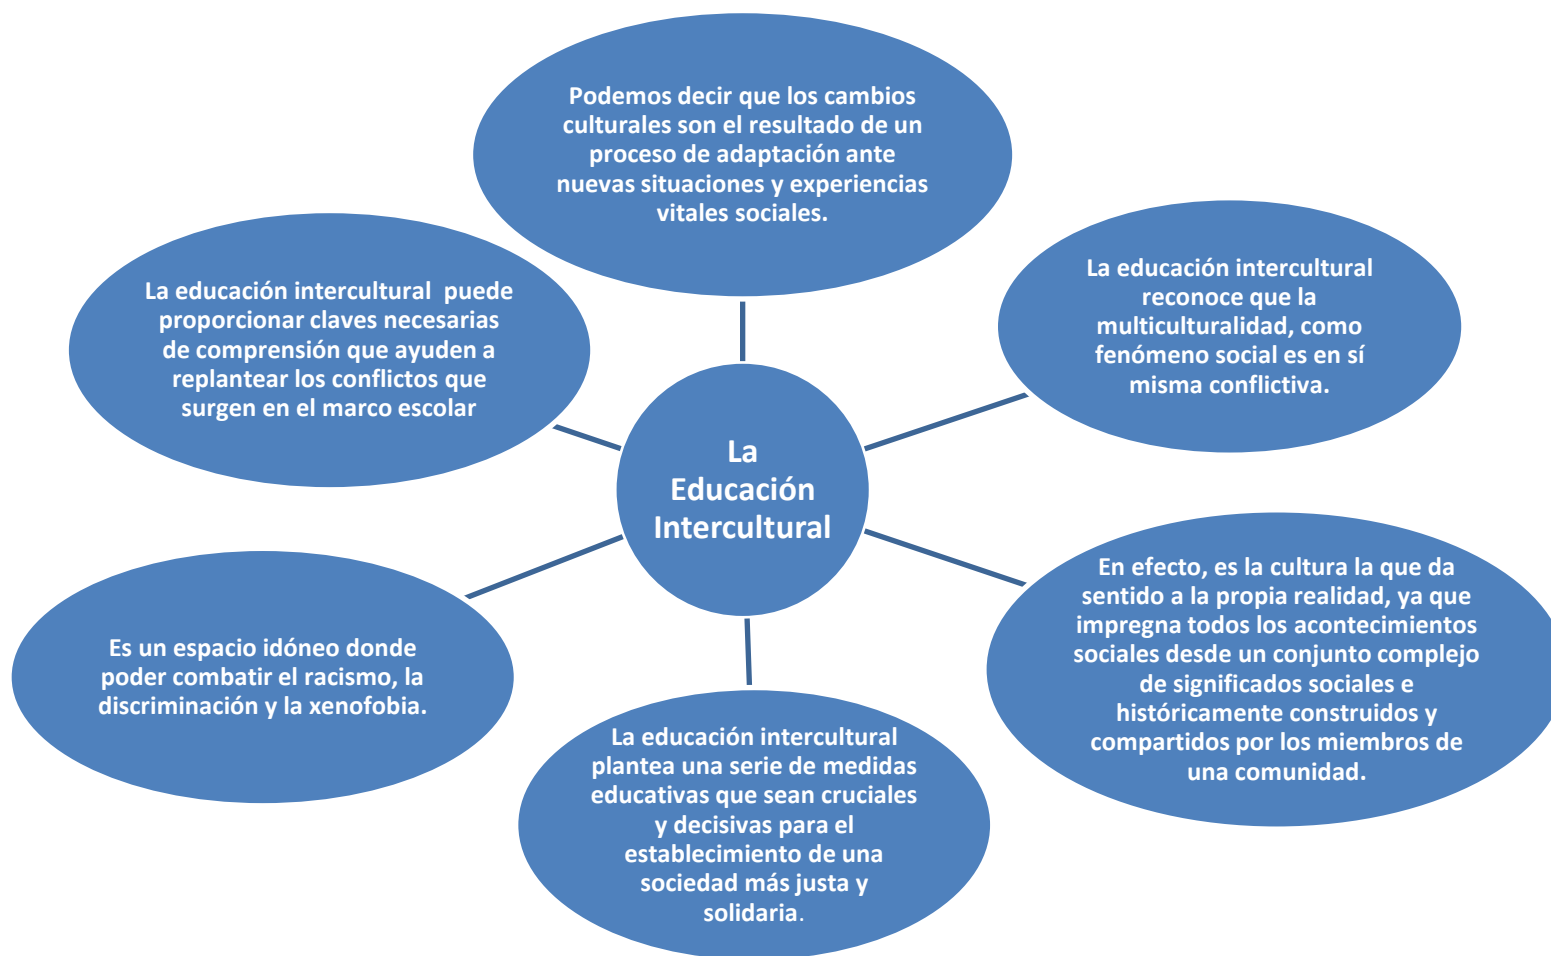 Podemos decir que los cambios
culturales son el resultado de un
proceso de adaptación ante
nuevas situaciones y experiencias
vitales sociales.
La educación intercultural
reconoce que la
multiculturalidad, como
fenómeno social es en sí
misma conflictiva.
En efecto, es la cultura la que da
sentido a la propia realidad, ya que
impregna todos los acontecimientos
sociales desde un conjunto complejo
de significados sociales e
históricamente construidos y
compartidos por los miembros de
una comunidad.
La educación intercultural
plantea una serie de medidas
educativas que sean cruciales
y decisivas para el
establecimiento de una
sociedad más justa y
solidaria.
Es un espacio idóneo donde
poder combatir el racismo, la
discriminación y la xenofobia.
La educación intercultural  puede
proporcionar claves necesarias
de comprensión que ayuden a
replantear los conflictos que
surgen en el marco escolar
La
Educación
Intercultural